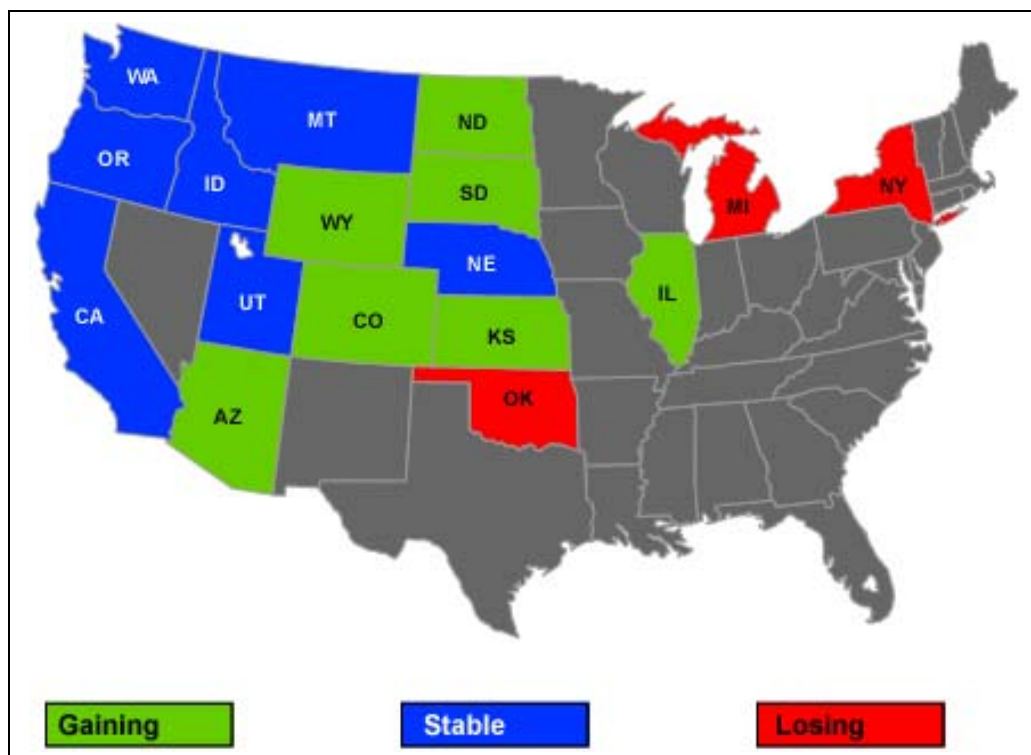 WA
MT
ND
OR
ID
SD
NY
MI
WY
NE
IL
CA
UT
CO
KS
AZ
OK
Gaining
Stable
Losing